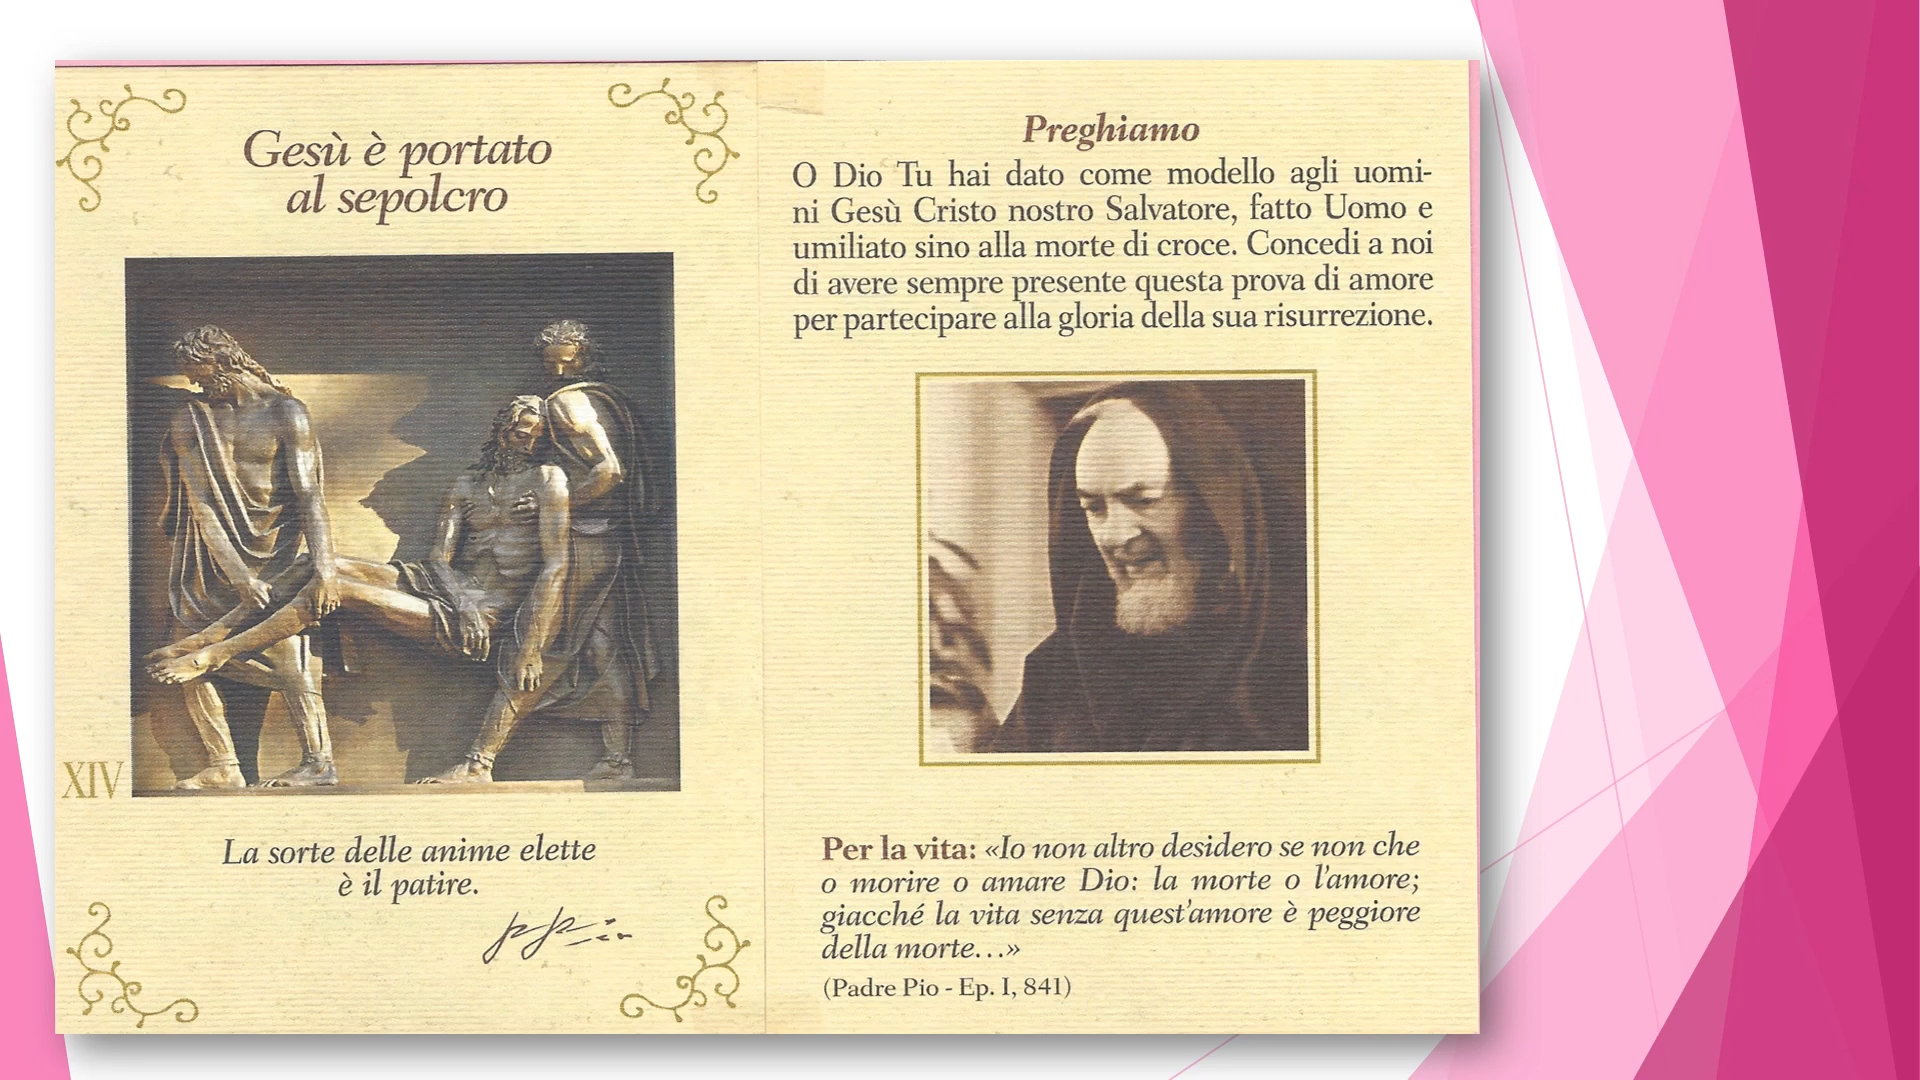 Gesù è portato
al sepolcro
XIV
La sorte delle anime elette
è il patire.
Preghiamo
O Dio Tu hai dato come modello agli uomi-
ni Gesù Cristo nostro Salvatore, fatto Uomo e
umiliato sino alla morte di croce. Concedi a noi
di avere sempre presente questa prova di amore
per partecipare alla gloria della sua risurrezione.
Per la vita: «Io non altro desidero se non che
o morire o amare Dio: la morte o l'amore;
giacché la vita senza quest'amore è peggiore
della morte…»
(Padre Pio - Ep. I, 841)